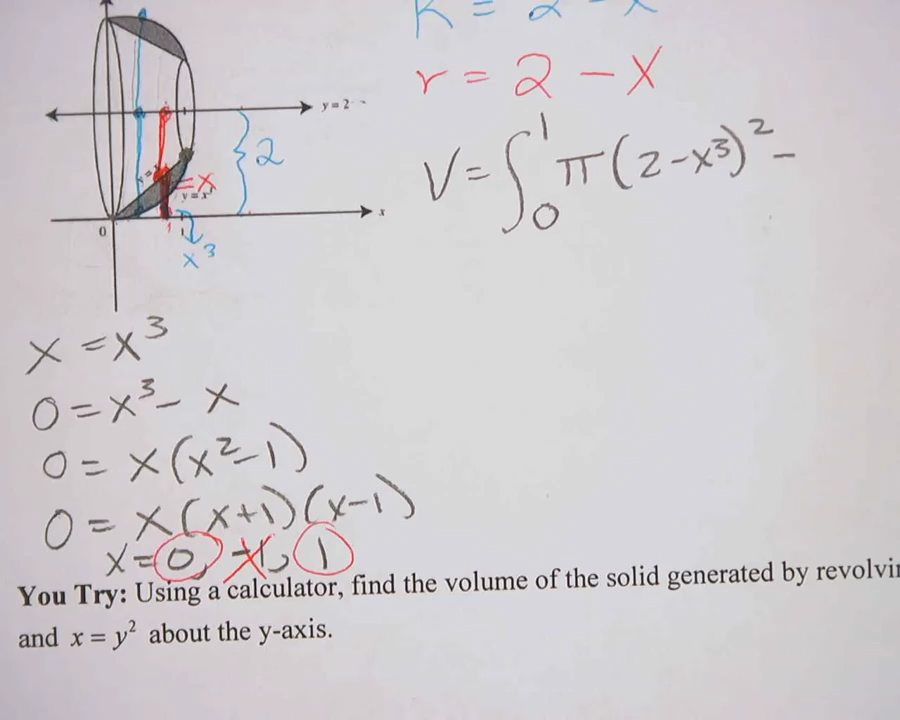 R = 2 - x
r = 2 - x
y = 2
2
= x
y = x³
x
0
1
x³
V = ∫₀¹ π(2-x³)² -
x = x³
0 = x³ - x
0 = x(x²-1)
0 = x(x+1)(x-1)
x = 0, -1, 1
You Try: Using a calculator, find the volume of the solid generated by revolvi
and x = y² about the y-axis.